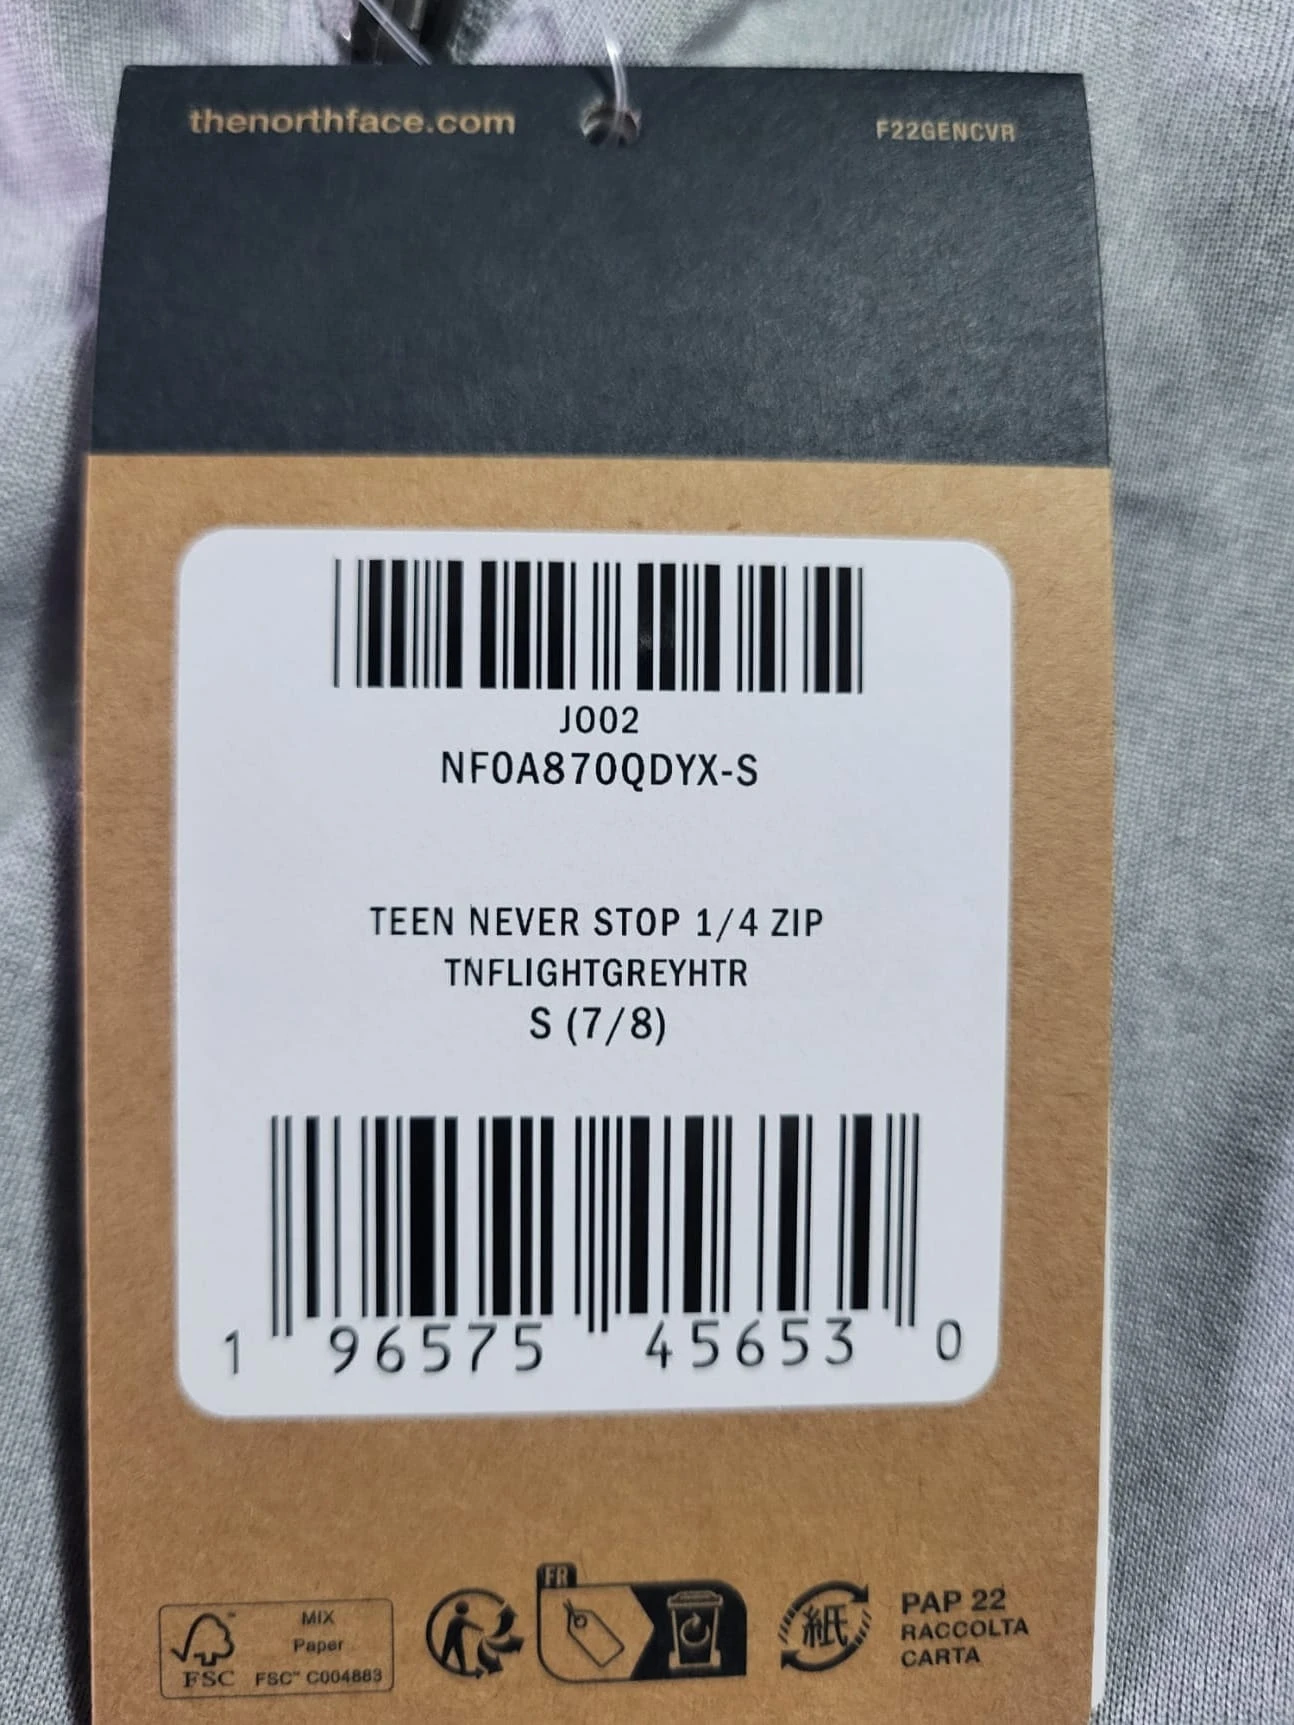 thenorthface.com
F22GENCVR
J002
NF0A870QDYX-S
TEEN NEVER STOP 1/4 ZIP
TNFLIGHTGREYHTR
S (7/8)
1 96575 45653 0
FSC
MIX
Paper
FSC™ C004883
FR
紙
PAP 22
RACCOLTA
CARTA